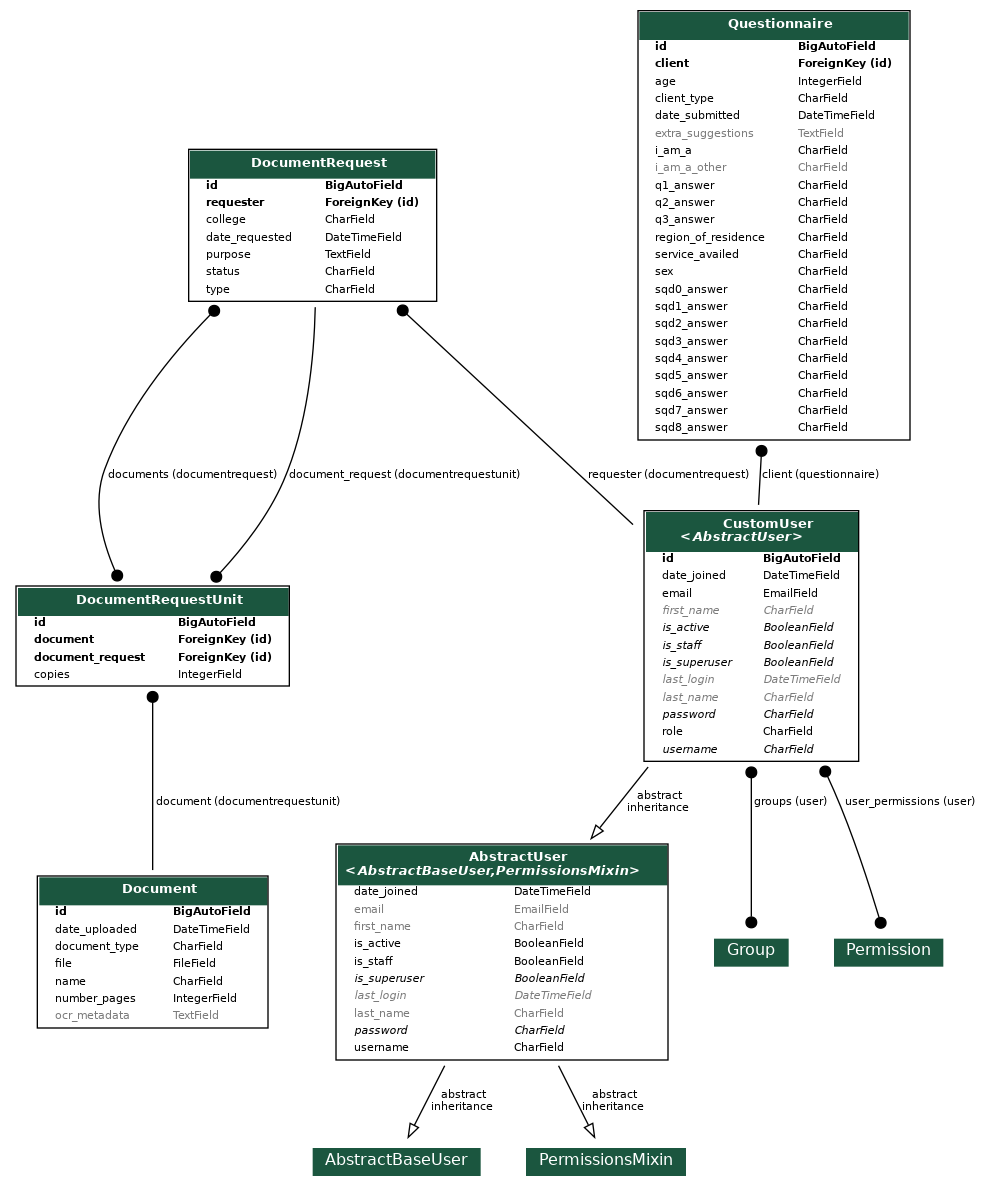 Questionnaire
id BigAutoField
client ForeignKey (id)
age IntegerField
client_type CharField
date_submitted DateTimeField
extra_suggestions TextField
i_am_a CharField
i_am_a_other CharField
q1_answer CharField
q2_answer CharField
q3_answer CharField
region_of_residence CharField
service_availed CharField
sex CharField
sqd0_answer CharField
sqd1_answer CharField
sqd2_answer CharField
sqd3_answer CharField
sqd4_answer CharField
sqd5_answer CharField
sqd6_answer CharField
sqd7_answer CharField
sqd8_answer CharField
DocumentRequest
id BigAutoField
requester ForeignKey (id)
college CharField
date_requested DateTimeField
purpose TextField
status CharField
type CharField
documents (documentrequest)
document_request (documentrequestunit)
requester (documentrequest)
client (questionnaire)
CustomUser
<AbstractUser>
id BigAutoField
date_joined DateTimeField
email EmailField
first_name CharField
is_active BooleanField
is_staff BooleanField
is_superuser BooleanField
last_login DateTimeField
last_name CharField
password CharField
role CharField
username CharField
DocumentRequestUnit
id BigAutoField
document ForeignKey (id)
document_request ForeignKey (id)
copies IntegerField
document (documentrequestunit)
abstract
inheritance
groups (user)
user_permissions (user)
Document
id BigAutoField
date_uploaded DateTimeField
document_type CharField
file FileField
name CharField
number_pages IntegerField
ocr_metadata TextField
AbstractUser
<AbstractBaseUser,PermissionsMixin>
date_joined DateTimeField
email EmailField
first_name CharField
is_active BooleanField
is_staff BooleanField
is_superuser BooleanField
last_login DateTimeField
last_name CharField
password CharField
username CharField
Group
Permission
abstract
inheritance
abstract
inheritance
AbstractBaseUser
PermissionsMixin